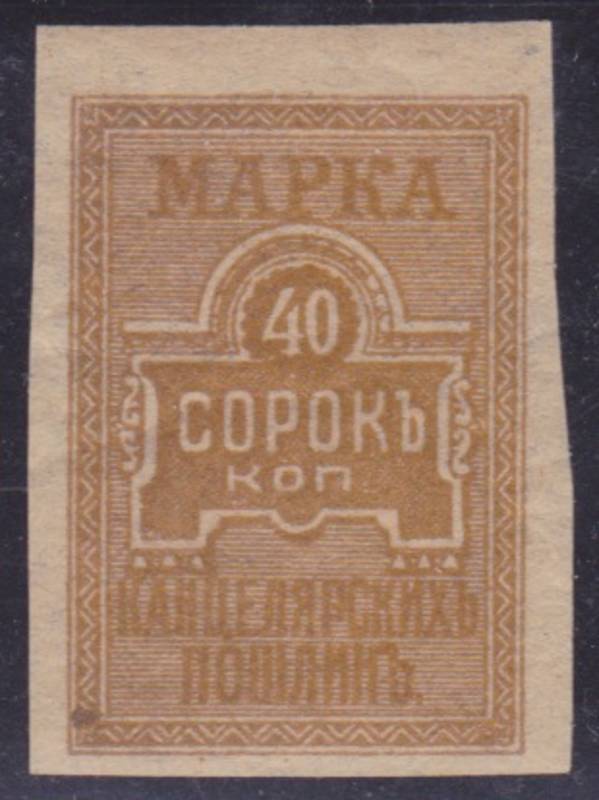 МАРКА
40
СОРОКЪ
КОП
КАНЦЕЛЯРСКИХЪ
ПОШЛИНЪ.